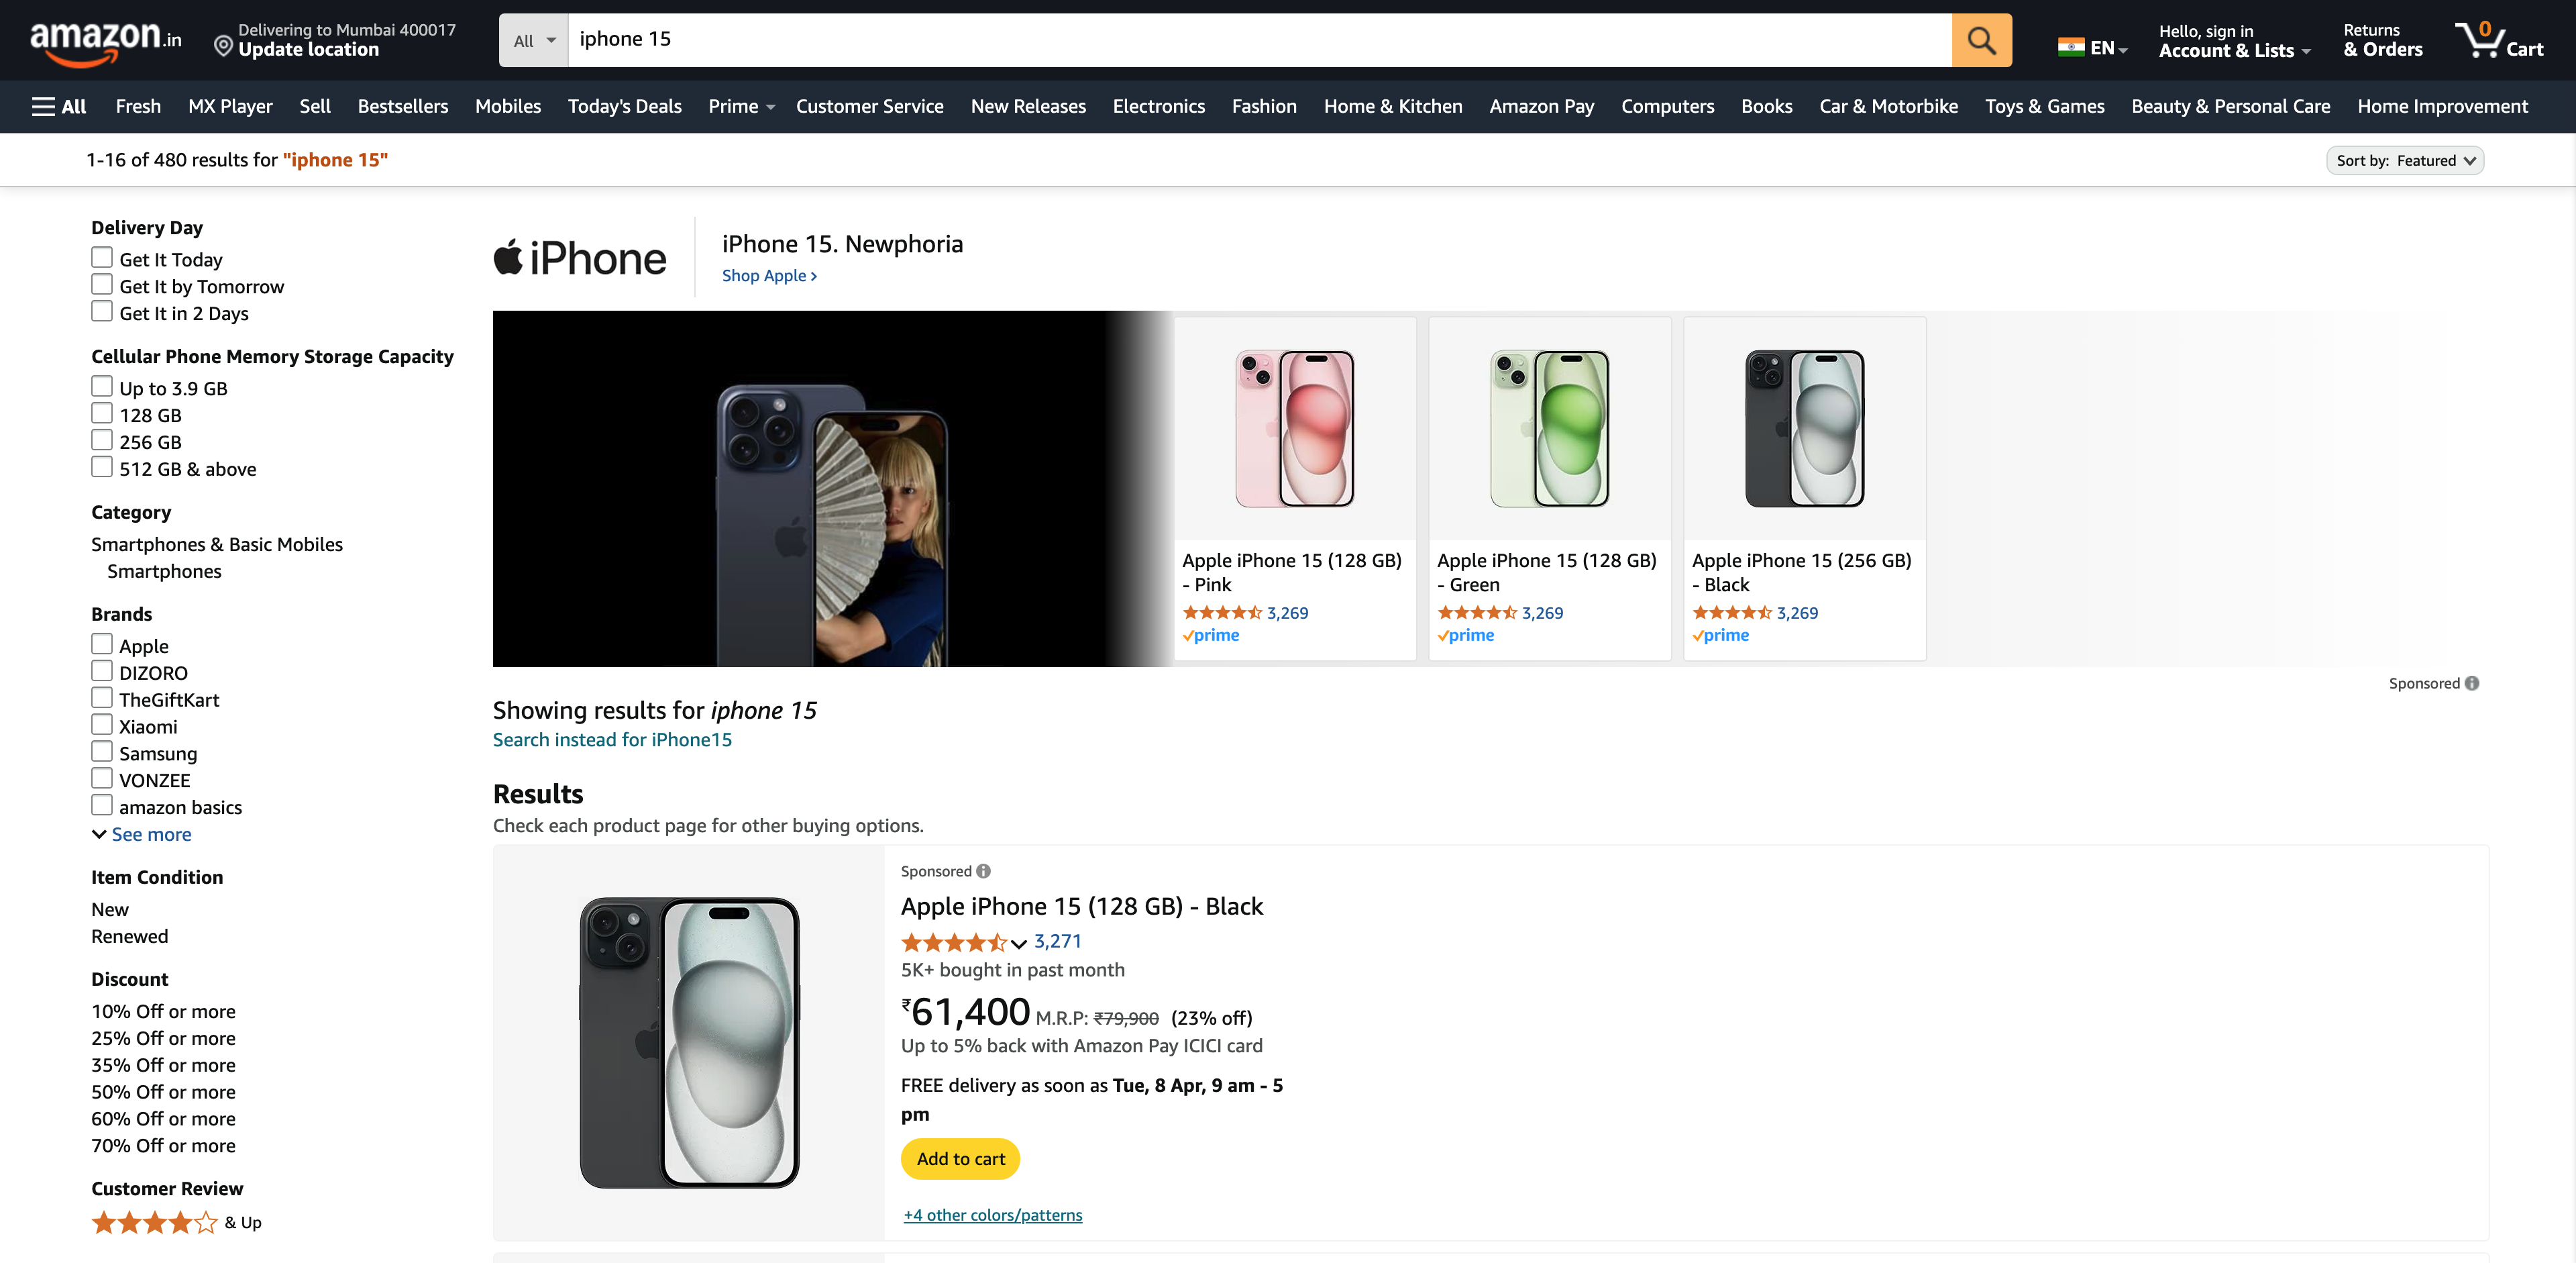 amazon.in
Delivering to Mumbai 400017
Update location
All
iphone 15
EN
Hello, sign in
Account & Lists
Returns
& Orders
0
Cart
All Fresh MX Player Sell Bestsellers Mobiles Today's Deals Prime Customer Service New Releases Electronics Fashion Home & Kitchen Amazon Pay Computers Books Car & Motorbike Toys & Games Beauty & Personal Care Home Improvement
1-16 of 480 results for "iphone 15"
Sort by: Featured
Delivery Day
Get It Today
Get It by Tomorrow
Get It in 2 Days
Cellular Phone Memory Storage Capacity
Up to 3.9 GB
128 GB
256 GB
512 GB & above
Category
Smartphones & Basic Mobiles
Smartphones
Brands
Apple
DIZORO
TheGiftKart
Xiaomi
Samsung
VONZEE
amazon basics
See more
Item Condition
New
Renewed
Discount
10% Off or more
25% Off or more
35% Off or more
50% Off or more
60% Off or more
70% Off or more
Customer Review
& Up
iPhone
iPhone 15. Newphoria
Shop Apple ›
Apple iPhone 15 (128 GB)
- Pink
3,269
prime
Apple iPhone 15 (128 GB)
- Green
3,269
prime
Apple iPhone 15 (256 GB)
- Black
3,269
prime
Sponsored
Showing results for iphone 15
Search instead for iPhone15
Results
Check each product page for other buying options.
Sponsored
Apple iPhone 15 (128 GB) - Black
3,271
5K+ bought in past month
₹61,400 M.R.P: ₹79,900 (23% off)
Up to 5% back with Amazon Pay ICICI card
FREE delivery as soon as Tue, 8 Apr, 9 am - 5
pm
Add to cart
+4 other colors/patterns